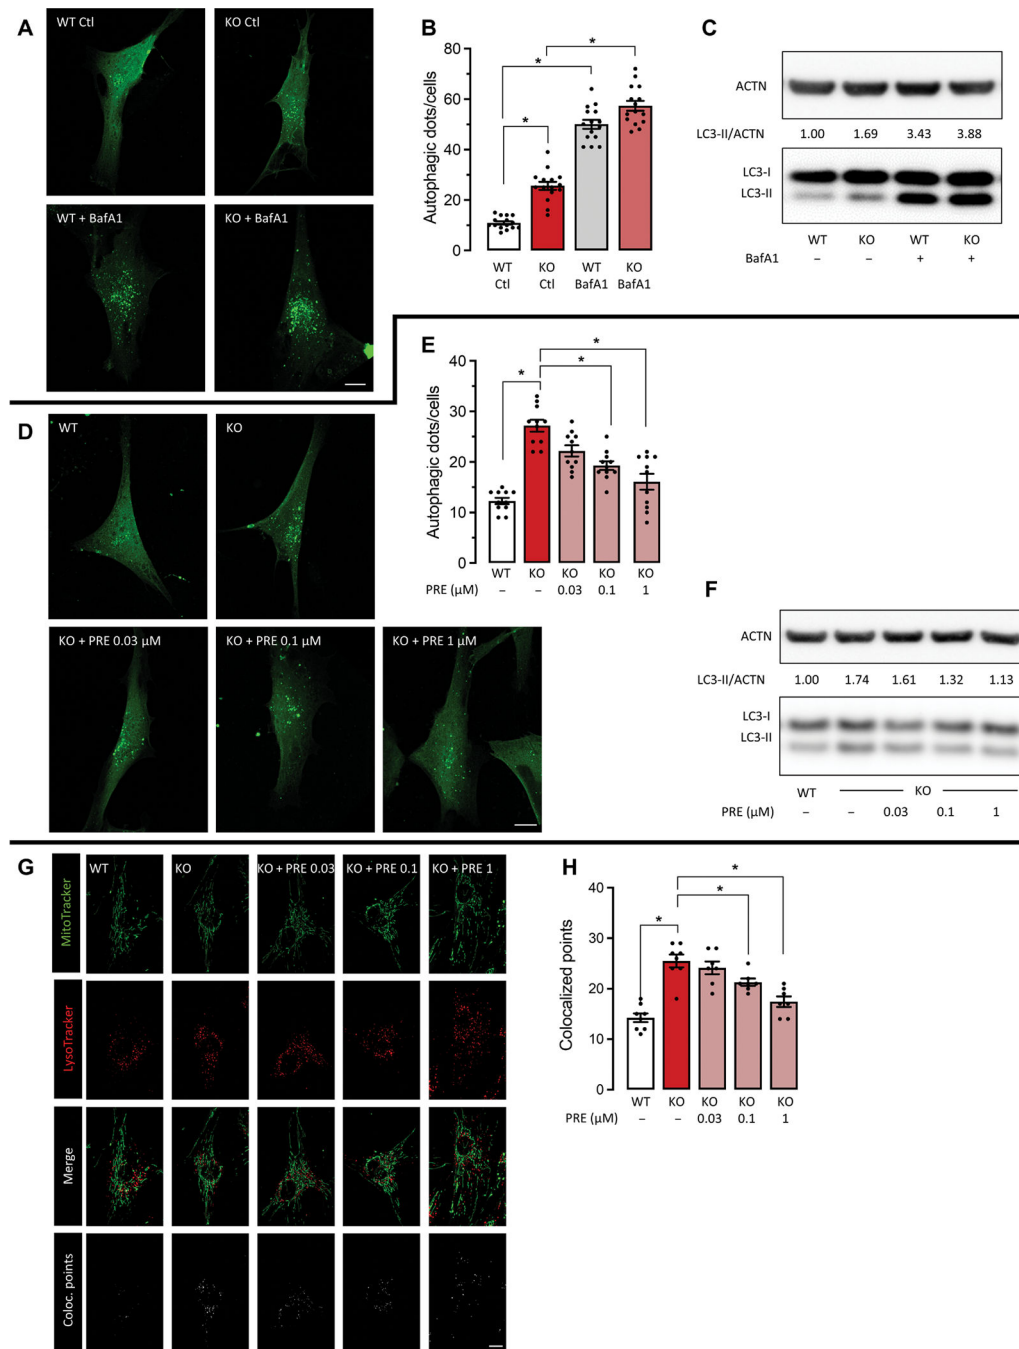 A
WT Ctl
KO Ctl
WT + BafA1
KO + BafA1
B
Autophagic dots/cells
80
60
40
20
0
*
*
*
WT
Ctl
KO
Ctl
WT
BafA1
KO
BafA1
C
ACTN
LC3-II/ACTN 1.00 1.69 3.43 3.88
LC3-I
LC3-II
WT KO WT KO
BafA1 – – + +
D
WT
KO
KO + PRE 0.03 µM
KO + PRE 0.1 µM
KO + PRE 1 µM
E
Autophagic dots/cells
40
30
20
10
0
*
*
*
WT KO KO KO KO
PRE (µM) – – 0.03 0.1 1
F
ACTN
LC3-II/ACTN 1.00 1.74 1.61 1.32 1.13
LC3-I
LC3-II
WT KO
PRE (µM) – – 0.03 0.1 1
G
WT
KO
KO + PRE 0.03
KO + PRE 0.1
KO + PRE 1
MitoTracker
LysoTracker
Merge
Coloc. points
H
Colocalized points
40
30
20
10
0
*
*
*
WT KO KO KO KO
PRE (µM) – – 0.03 0.1 1